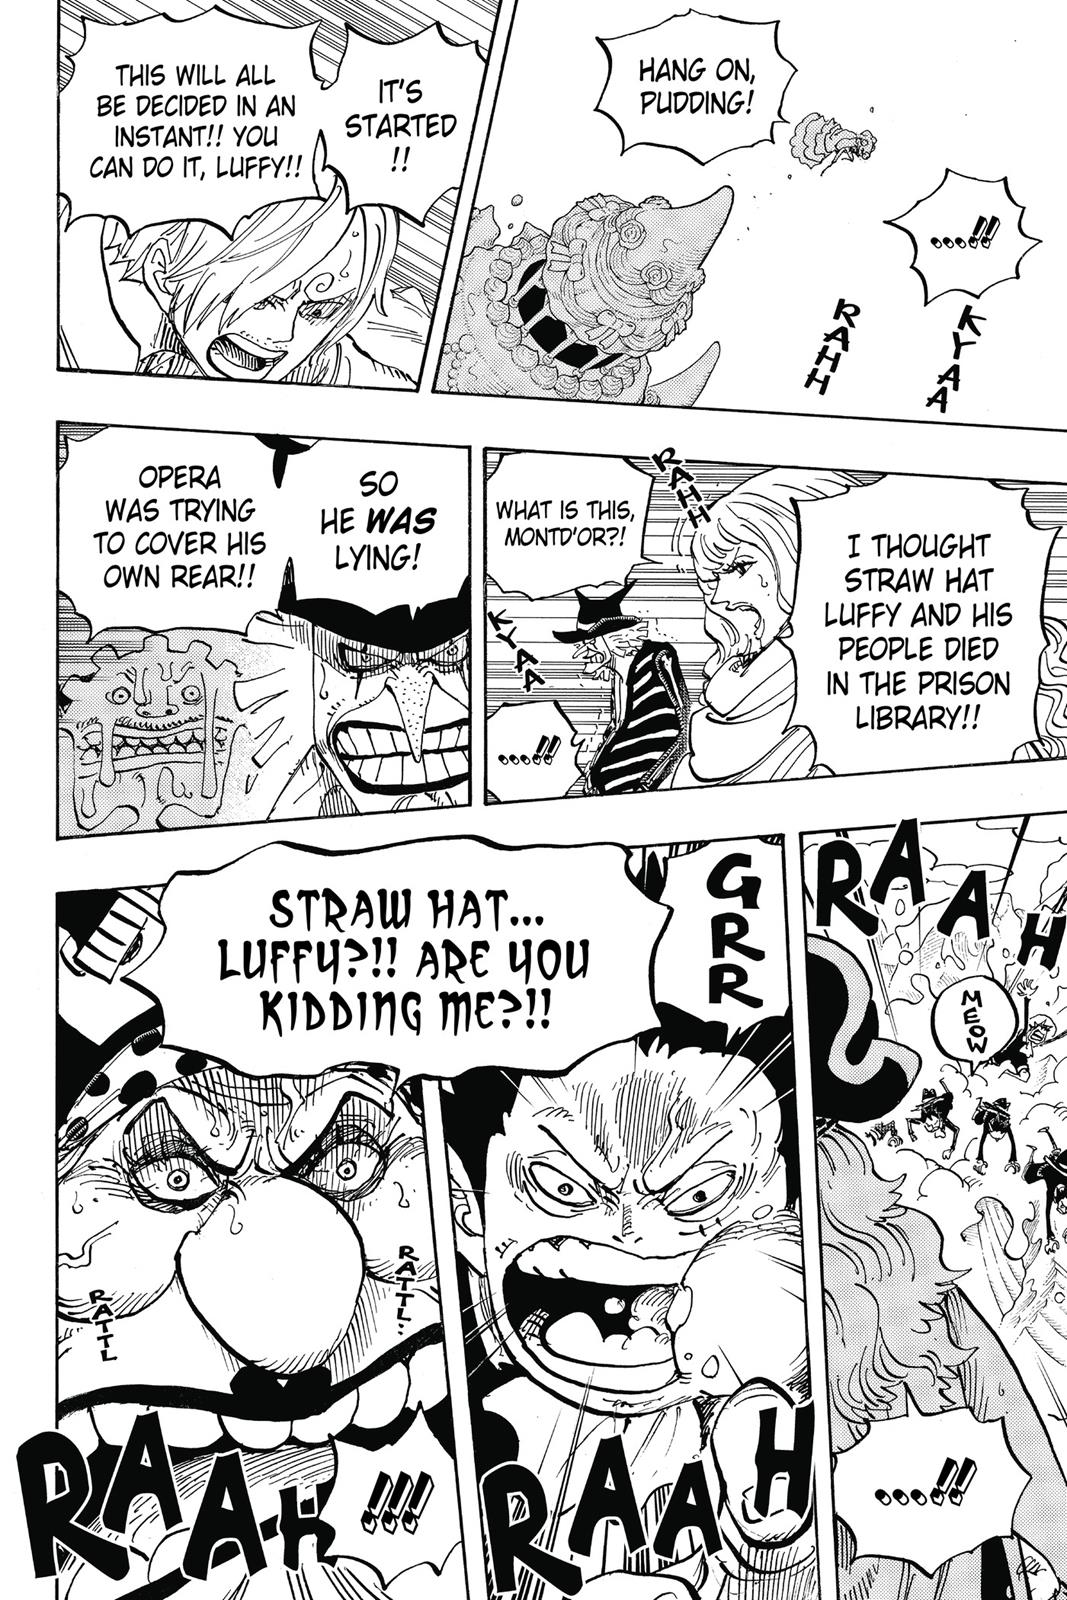 HANG ON,
PUDDING!
....!!
KYAA
RAHH
IT'S
STARTED
!!
THIS WILL ALL
BE DECIDED IN AN
INSTANT!! YOU
CAN DO IT, LUFFY!!
I THOUGHT
STRAW HAT
LUFFY AND HIS
PEOPLE DIED
IN THE PRISON
LIBRARY!!
RAHH
WHAT IS THIS,
MONTD'OR?!
KYAA
....!!
SO
HE WAS
LYING!
OPERA
WAS TRYING
TO COVER HIS
OWN REAR!!
RAAH
MEOW
...!!
GRR
STRAW HAT...
LUFFY?!! ARE YOU
KIDDING ME?!!
RAAH
RATTL
RATTL
!!!
RAAH